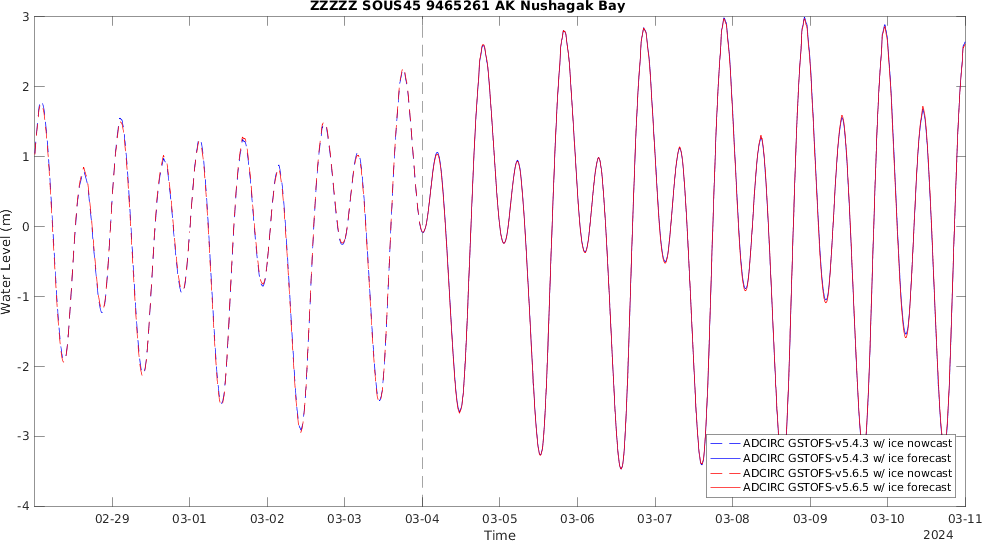 ZZZZZ SOUS45 9465261 AK Nushagak Bay
3
2
1
0
-1
-2
-3
-4
Water Level (m)
ADCIRC GSTOFS-v5.4.3 w/ ice nowcast
ADCIRC GSTOFS-v5.4.3 w/ ice forecast
ADCIRC GSTOFS-v5.6.5 w/ ice nowcast
ADCIRC GSTOFS-v5.6.5 w/ ice forecast
02-29 03-01 03-02 03-03 03-04 03-05 03-06 03-07 03-08 03-09 03-10 03-11
Time
2024